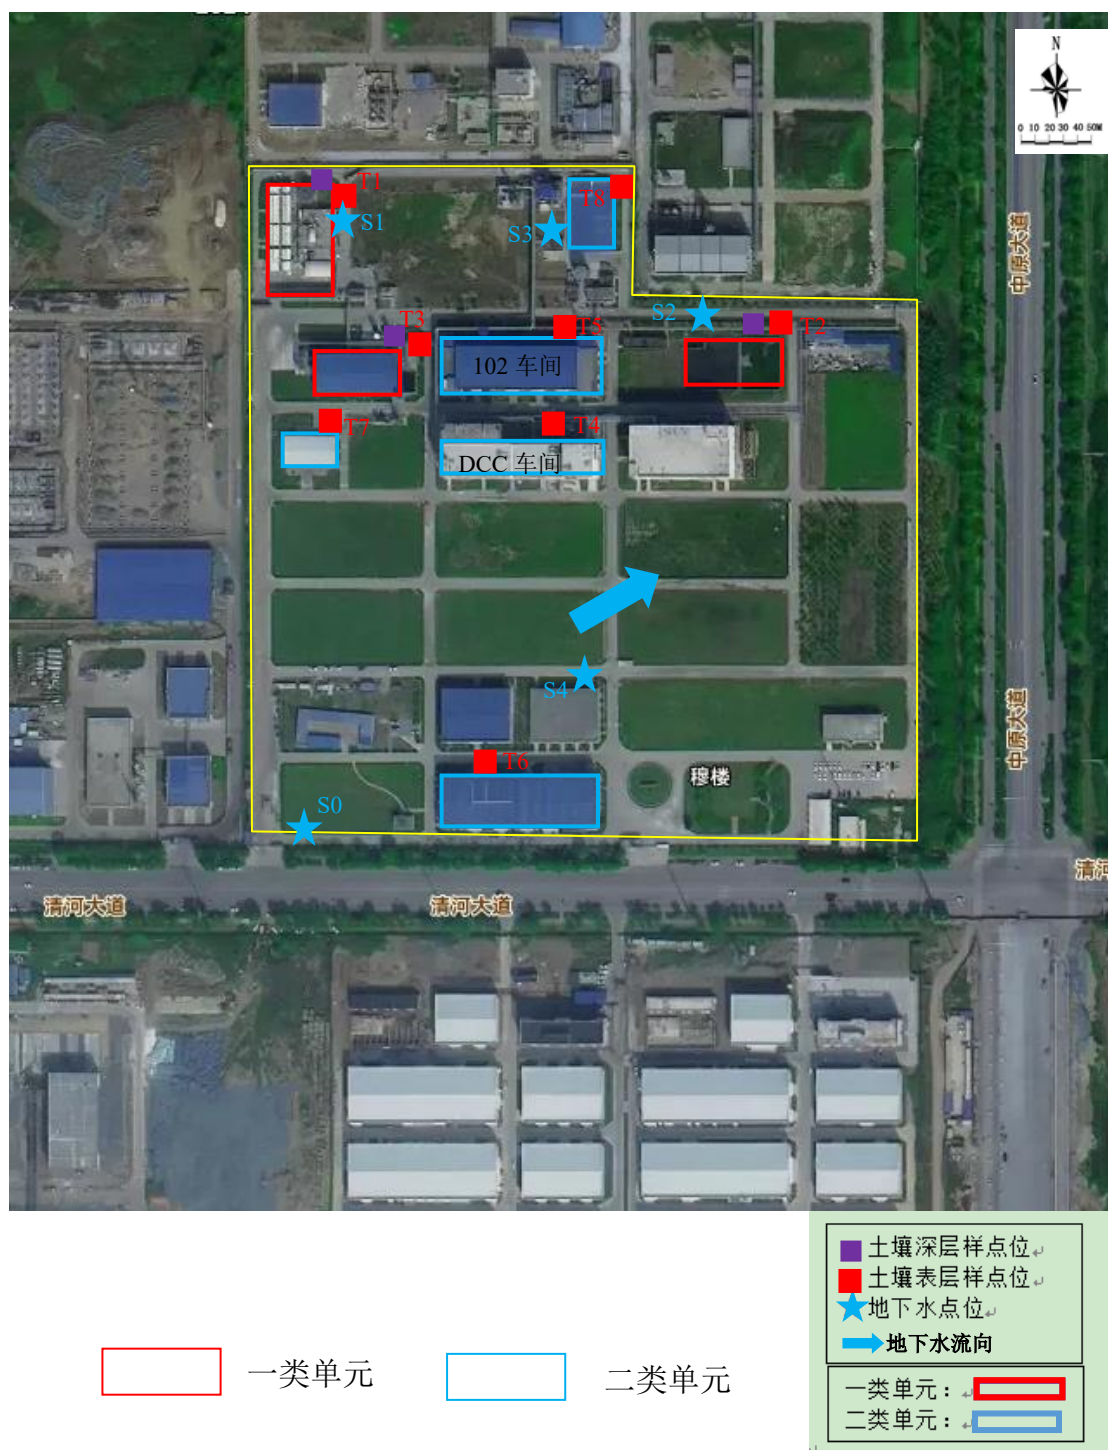 N
0 10 20 30 40 50M
中原大道
T1
S1
T8
S3
S2
T2
T3
T5
102 车间
T7
T4
DCC 车间
S4
中原大道
T6
穆楼
S0
清河
清河大道
清河大道
土壤深层样点位
土壤表层样点位
地下水点位
地下水流向
一类单元
二类单元
一类单元：
二类单元：